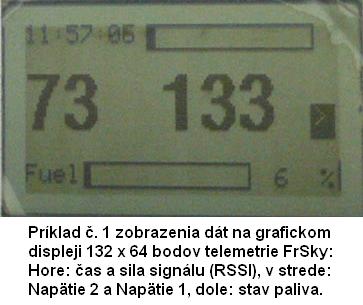 11:57:06
73 133 >
Fuel 6 %
Príklad č. 1 zobrazenia dát na grafickom
displeji 132 x 64 bodov telemetrie FrSky:
Hore: čas a sila signálu (RSSI), v strede:
Napätie 2 a Napätie 1, dole: stav paliva.